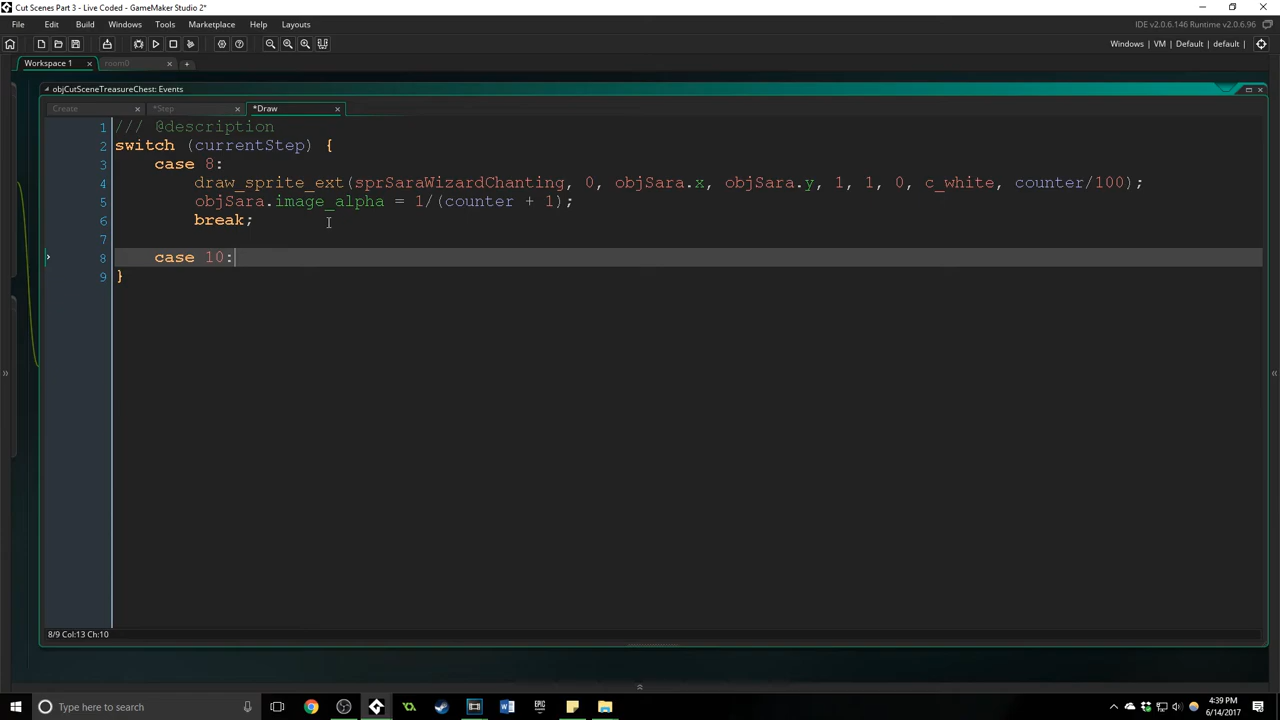 Cut Scenes Part 3 - Live Coded - GameMaker Studio 2*
File Edit Build Windows Tools Marketplace Help Layouts
IDE v2.0.6.146 Runtime v2.0.6.96
Windows | VM | Default | default |
Workspace 1 × room0 × +
objCutSceneTreasureChest: Events
Create × *Step × *Draw ×
1 /// @description
2 switch (currentStep) {
3 case 8:
4 draw_sprite_ext(sprSaraWizardChanting, 0, objSara.x, objSara.y, 1, 1, 0, c_white, counter/100);
5 objSara.image_alpha = 1/(counter + 1);
6 break;
7
8 case 10:
9 }
8/9 Col:13 Ch:10
Type here to search
EPIC GAMES
4:39 PM
6/14/2017